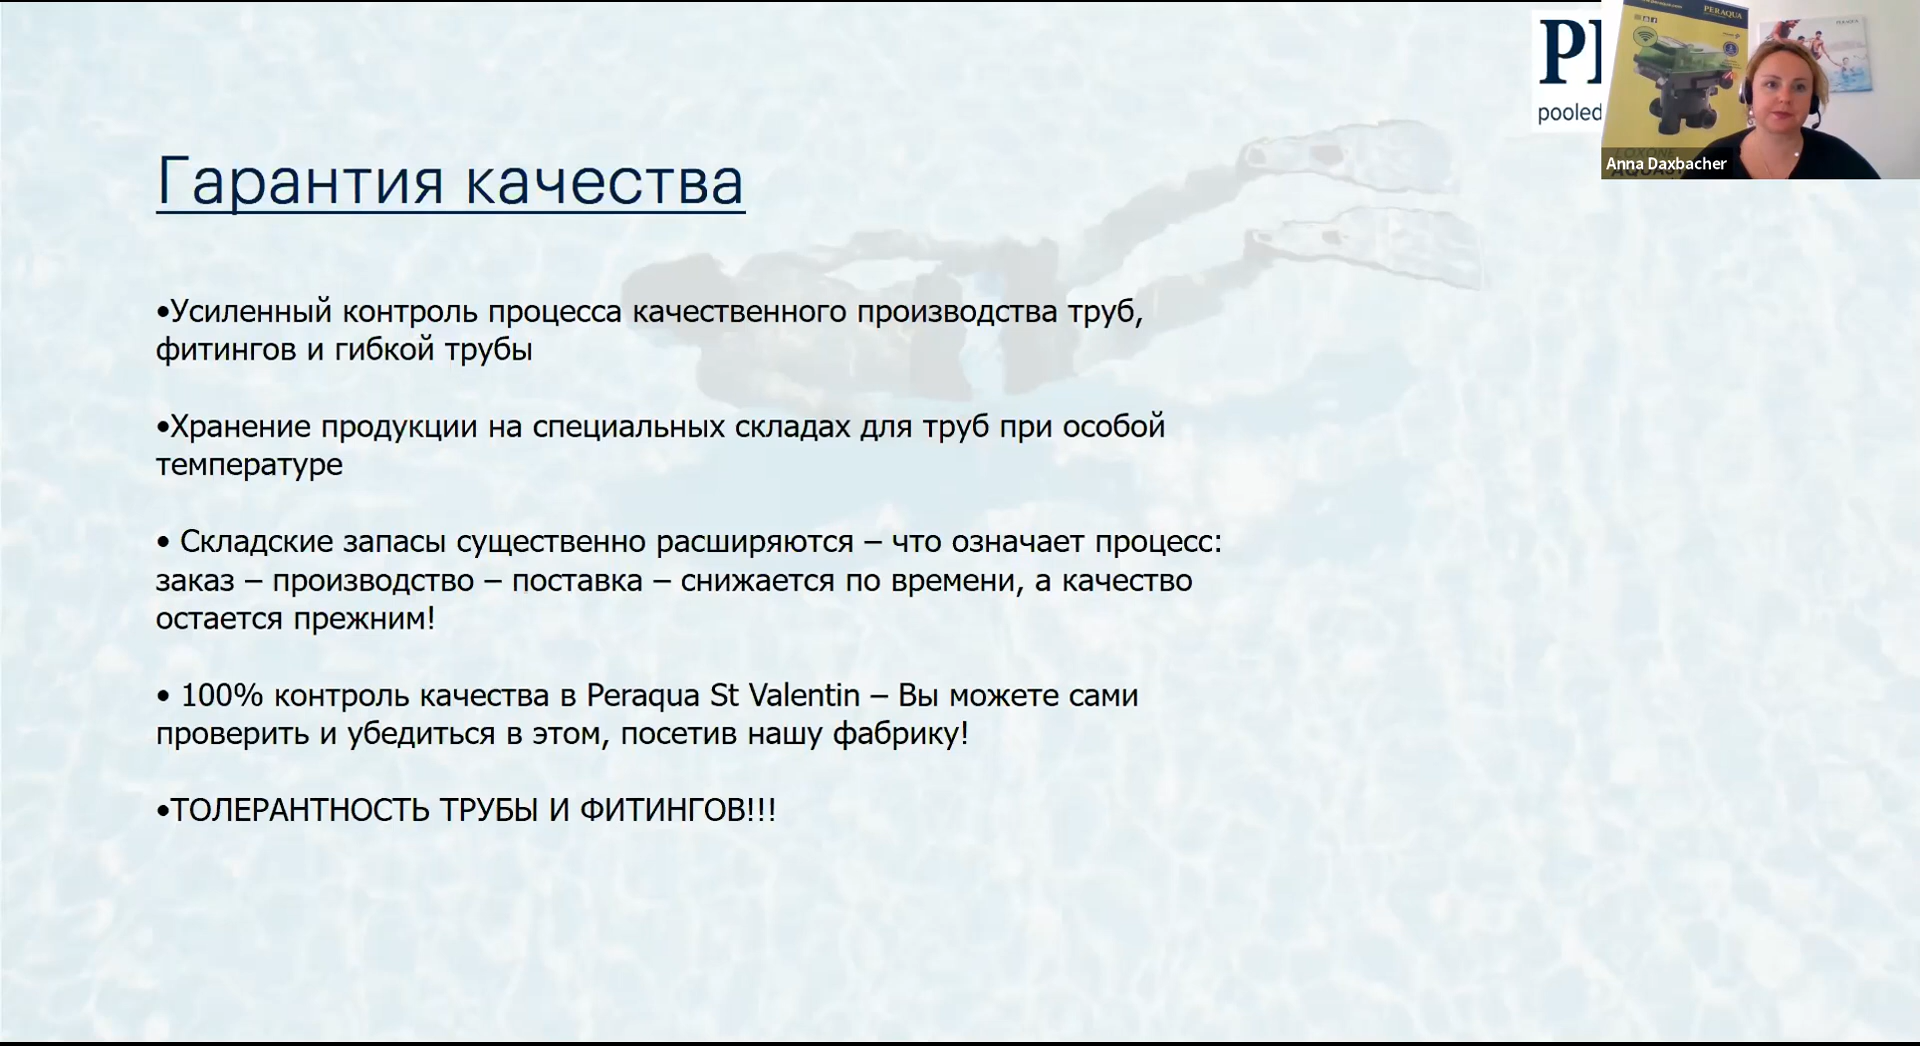 PERAQUA
PERAQUA
pooled
Anna Daxbacher
Гарантия качества
•Усиленный контроль процесса качественного производства труб,
фитингов и гибкой трубы
•Хранение продукции на специальных складах для труб при особой
температуре
• Складские запасы существенно расширяются – что означает процесс:
заказ – производство – поставка – снижается по времени, а качество
остается прежним!
• 100% контроль качества в Peraqua St Valentin – Вы можете сами
проверить и убедиться в этом, посетив нашу фабрику!
•ТОЛЕРАНТНОСТЬ ТРУБЫ И ФИТИНГОВ!!!